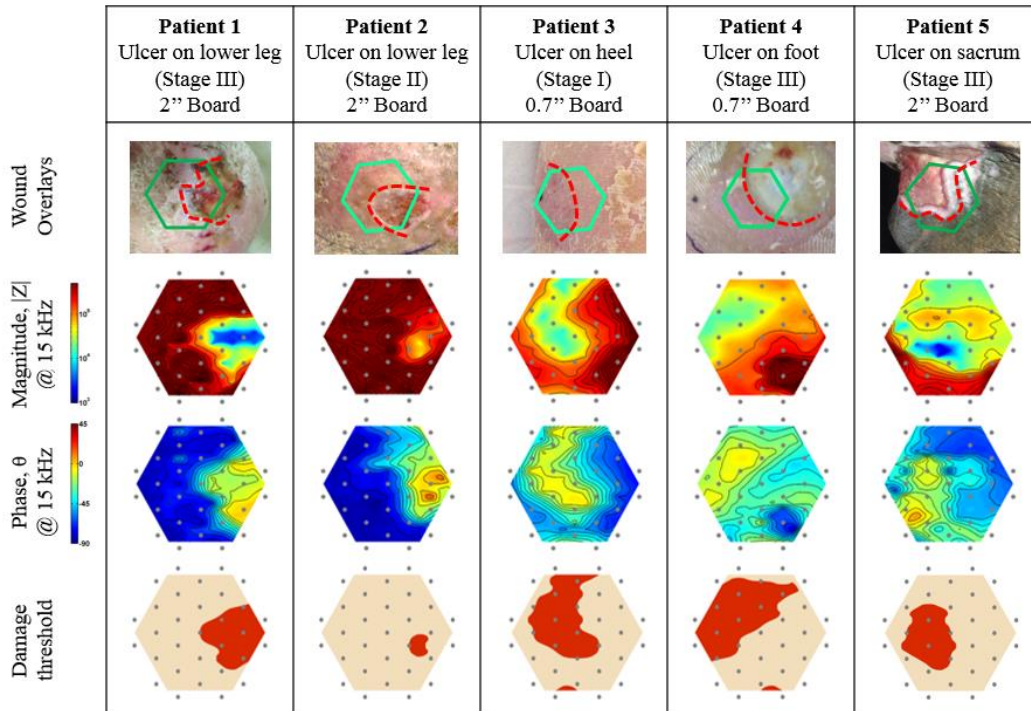 Patient 1
Ulcer on lower leg
(Stage III)
2’’ Board
Patient 2
Ulcer on lower leg
(Stage II)
2’’ Board
Patient 3
Ulcer on heel
(Stage I)
0.7’’ Board
Patient 4
Ulcer on foot
(Stage III)
0.7’’ Board
Patient 5
Ulcer on sacrum
(Stage III)
2’’ Board
Wound
Overlays
Magnitude, |Z|
@ 15 kHz
10⁵
10⁴
10³
Phase, θ
@ 15 kHz
45
0
-45
-90
Damage
threshold